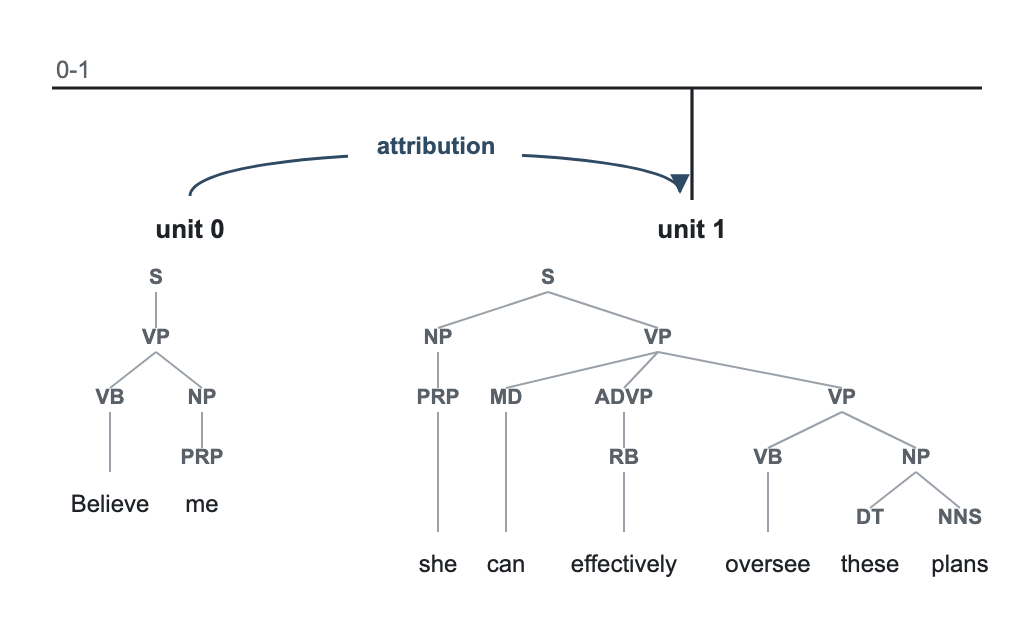 0-1
attribution
unit 0 unit 1
S S
VP NP VP
VB NP PRP MD ADVP VP
PRP RB VB NP
Believe me DT NNS
she can effectively oversee these plans